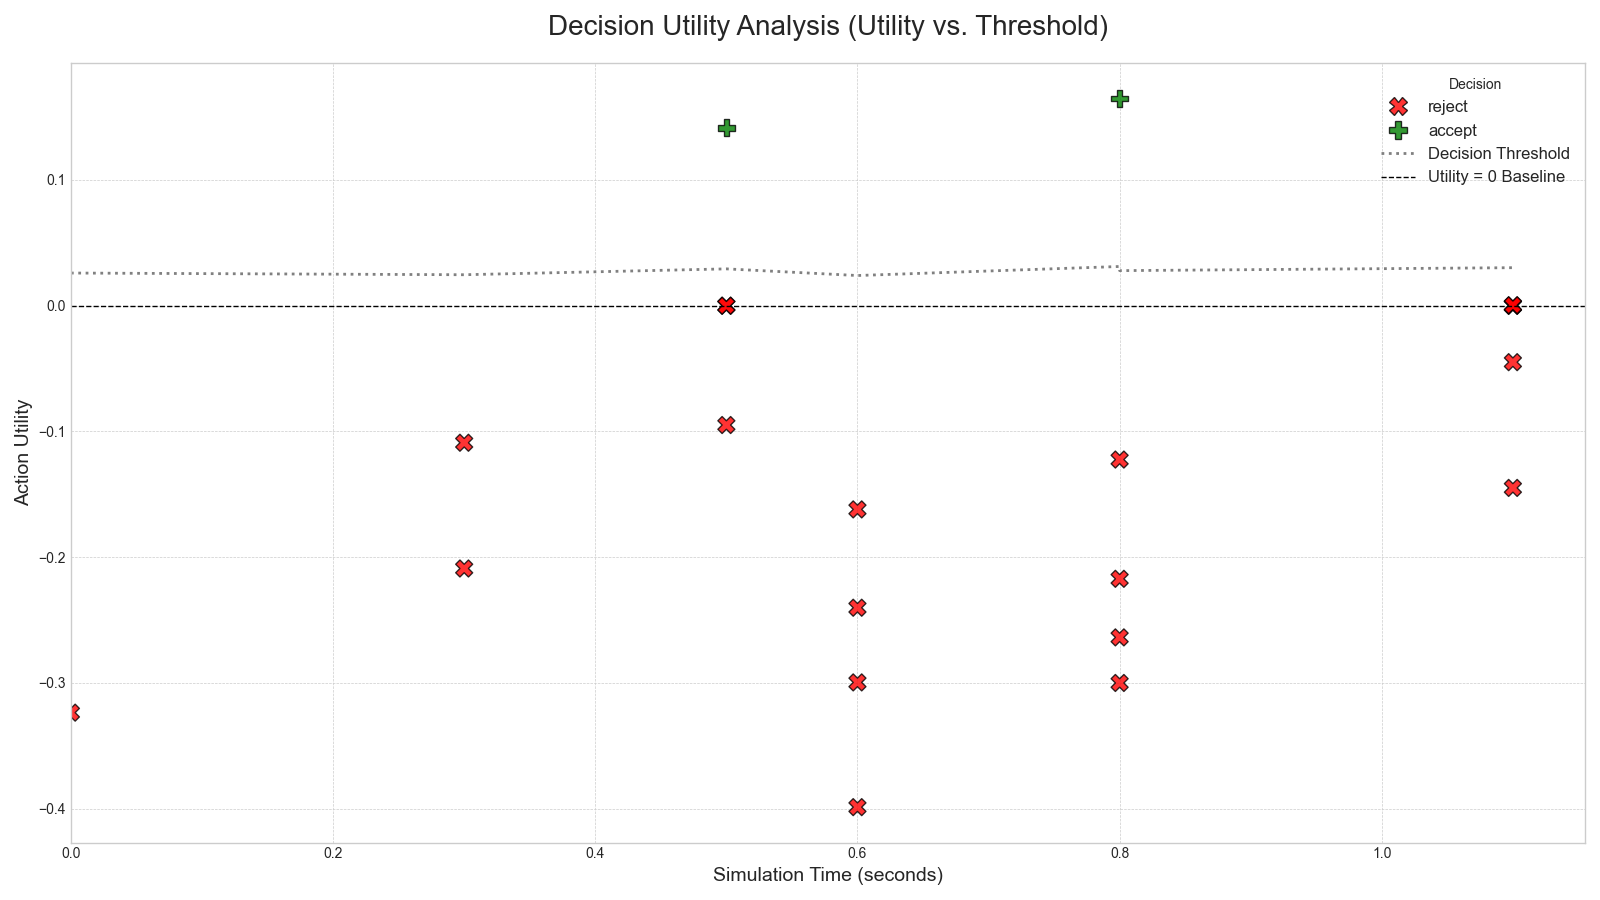 Decision Utility Analysis (Utility vs. Threshold)
Decision
reject
accept
Decision Threshold
Utility = 0 Baseline
Action Utility
0.1
0.0
−0.1
−0.2
−0.3
−0.4
0.0
0.2
0.4
0.6
0.8
1.0
Simulation Time (seconds)